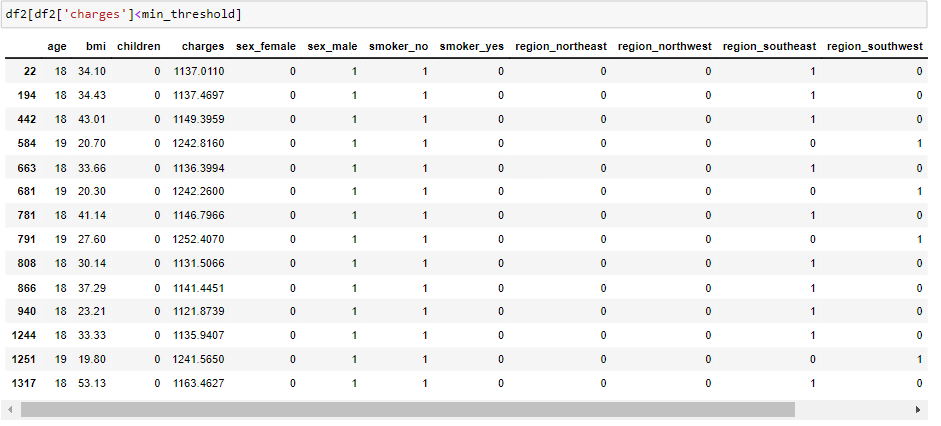 df2[df2['charges']<min_threshold]
age bmi children charges sex_female sex_male smoker_no smoker_yes region_northeast region_northwest region_southeast region_southwest
22 18 34.10 0 1137.0110 0 1 1 0 0 0 1 0
194 18 34.43 0 1137.4697 0 1 1 0 0 0 1 0
442 18 43.01 0 1149.3959 0 1 1 0 0 0 1 0
584 19 20.70 0 1242.8160 0 1 1 0 0 0 0 1
663 18 33.66 0 1136.3994 0 1 1 0 0 0 1 0
681 19 20.30 0 1242.2600 0 1 1 0 0 0 0 1
781 18 41.14 0 1146.7966 0 1 1 0 0 0 1 0
791 19 27.60 0 1252.4070 0 1 1 0 0 0 0 1
808 18 30.14 0 1131.5066 0 1 1 0 0 0 1 0
866 18 37.29 0 1141.4451 0 1 1 0 0 0 1 0
940 18 23.21 0 1121.8739 0 1 1 0 0 0 1 0
1244 18 33.33 0 1135.9407 0 1 1 0 0 0 1 0
1251 19 19.80 0 1241.5650 0 1 1 0 0 0 0 1
1317 18 53.13 0 1163.4627 0 1 1 0 0 0 1 0